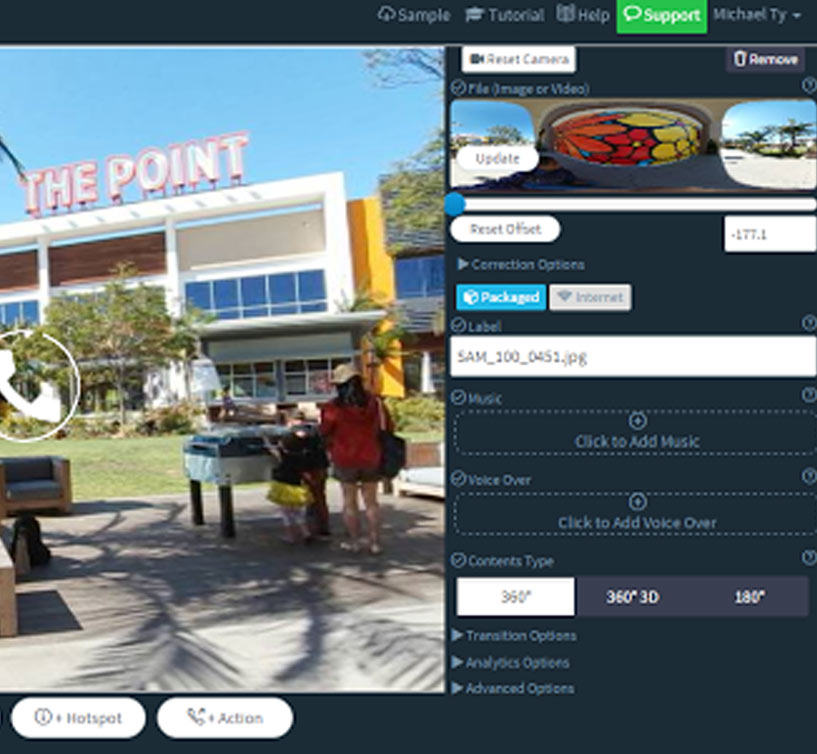 Sample Tutorial Help Support Michael Ty
Reset Camera Remove
File (Image or Video)
THE POINT
Update
Reset Offset -177.1
Correction Options
Packaged Internet
Label
SAM_100_0451.jpg
Music
Click to Add Music
Voice Over
Click to Add Voice Over
Contents Type
360° 360° 3D 180°
Transition Options
Analytics Options
Advanced Options
+ Hotspot + Action